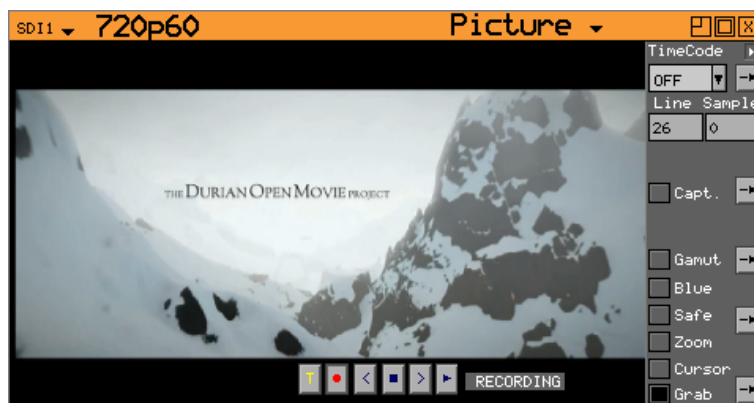 SDI1 720p60 Picture
TimeCode
OFF
Line Sample
26 0
THE DURIAN OPEN MOVIE PROJECT
Capt.
Gamut
Blue
Safe
Zoom
Cursor
Grab
T
RECORDING